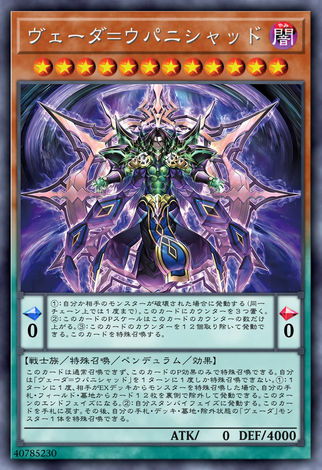 ヴェーダ＝ウパニシャッド
やみ
闇
①：自分か相手のモンスターが破壊された場合に発動する（同一
チェーン上では１度まで）。このカードにカウンターを３つ置く。
②：このカードのPスケールはこのカードのカウンターの数だけ
上がる。③：このカードのカウンターを１２個取り除いて発動で
きる。このカードを特殊召喚する。
0
0
【戦士族／特殊召喚／ペンデュラム／効果】
このカードは通常召喚できず、このカードのP効果のみで特殊召喚できる。自分
は「ヴェーダ＝ウパニシャッド」を１ターンに１度しか特殊召喚できない。①：１
ターンに１度、相手がEXデッキからモンスターを特殊召喚した場合、自分の手
札・フィールド・墓地からカード１２枚を裏側で除外して発動できる。このター
ンのエンドフェイズになる。②：自分スタンバイフェイズに発動する。このカー
ドを手札に戻す。その後、自分の手札・デッキ・墓地・除外状態の「ヴェーダ」モン
スター１体を特殊召喚できる。
ATK/ 0 DEF/4000
40785230